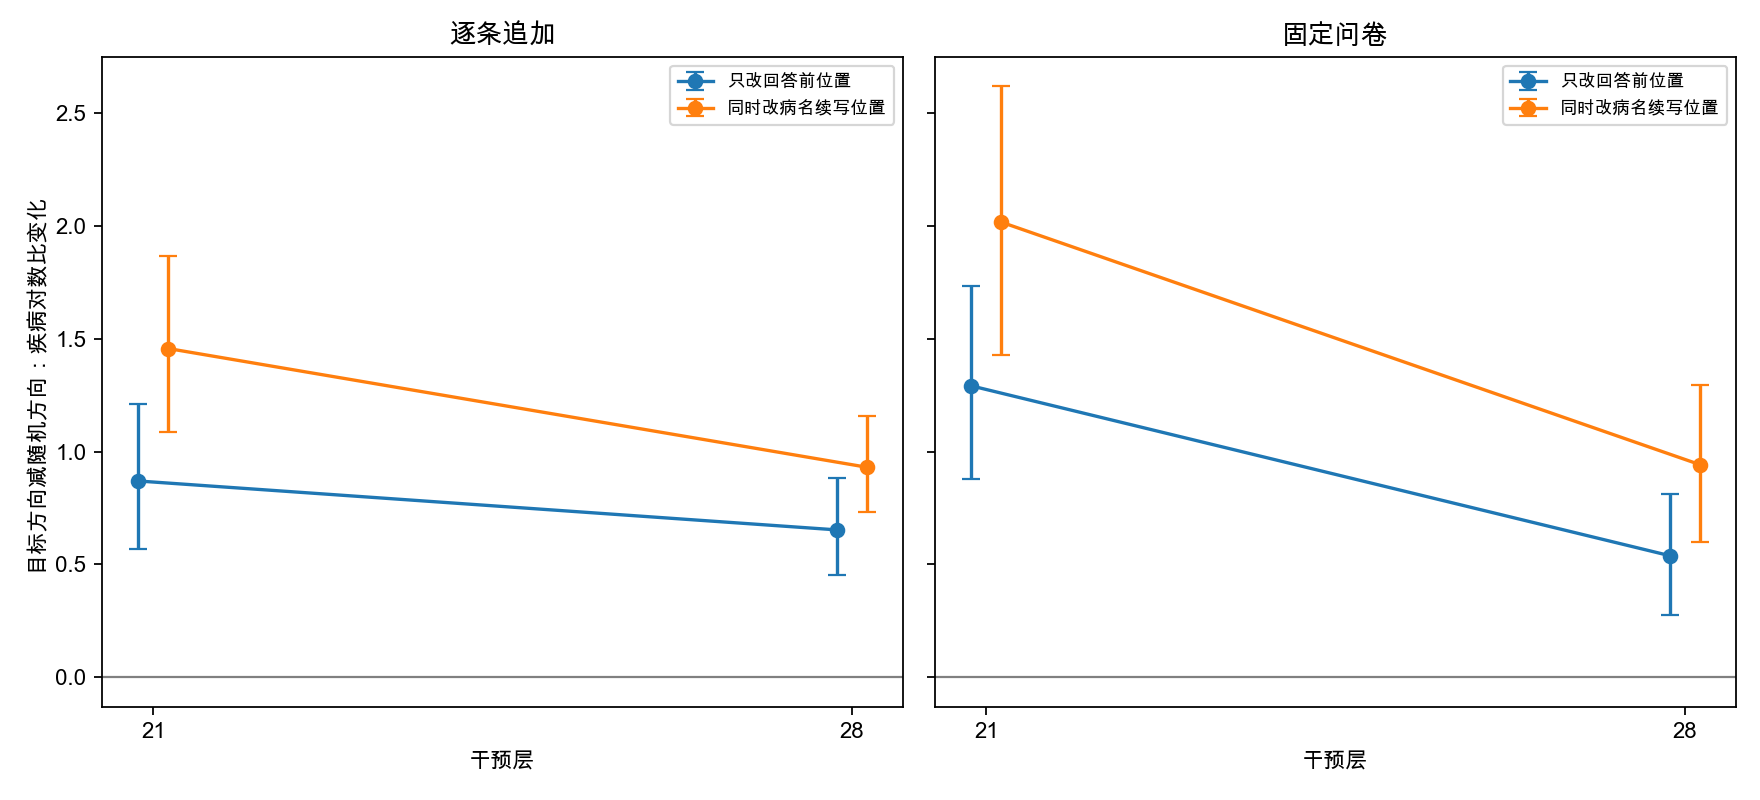 逐条追加
固定问卷
只改回答前位置
同时改病名续写位置
只改回答前位置
同时改病名续写位置
目标方向减随机方向：疾病对数比变化
2.5
2.0
1.5
1.0
0.5
0.0
21
28
21
28
干预层
干预层